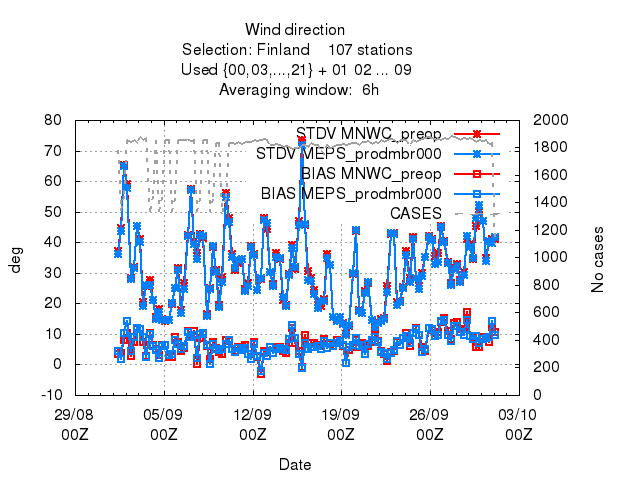 Wind direction
Selection: Finland    107 stations
Used {00,03,...,21} + 01 02 ... 09
Averaging window:  6h
80 2000
70 1800
60 1600
50 1400
40 1200
30 1000
20 800
10 600
0 400
-10 200
0
deg
No cases
STDV MNWC_preop
STDV MEPS_prodmbr000
BIAS MNWC_preop
BIAS MEPS_prodmbr000
CASES
29/08 05/09 12/09 19/09 26/09 03/10
00Z 00Z 00Z 00Z 00Z 00Z
Date